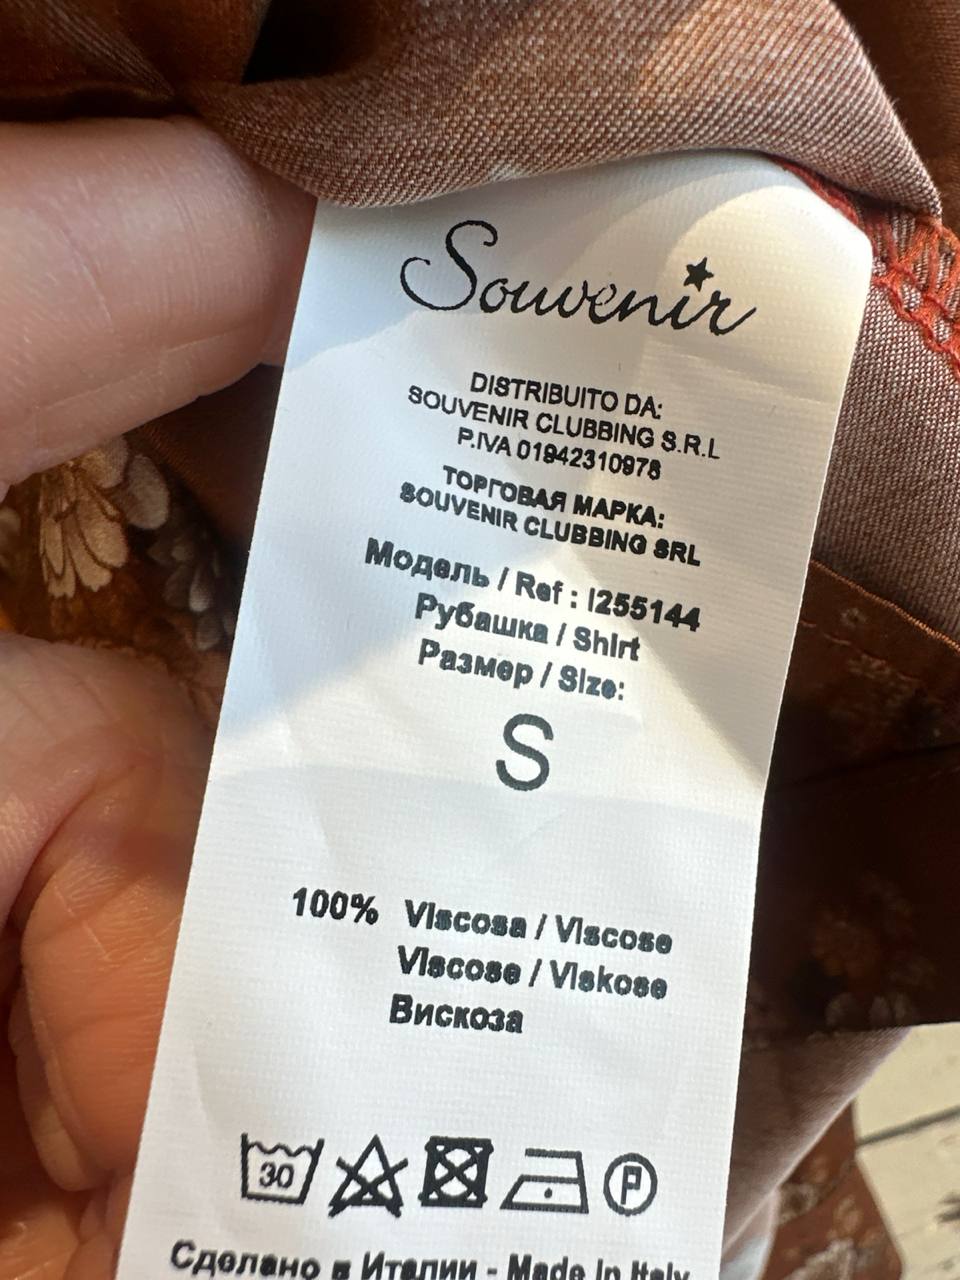 Souvenir
DISTRIBUITO DA:
SOUVENIR CLUBBING S.R.L
P.IVA 01942310978
ТОРГОВАЯ МАРКА:
SOUVENIR CLUBBING SRL
Модель / Ref : I255144
Рубашка / Shirt
Размер / Size:
S
100% Viscosa / Viscose
Viscose / Viskose
Вискоза
30 P
Сделано в Италии - Made In Italy